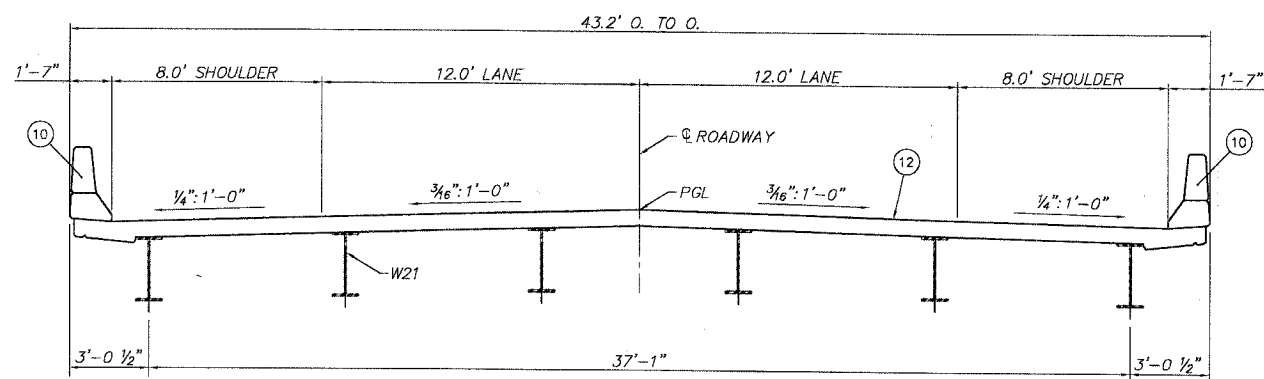 43.2' O. TO O.
1'-7"
8.0' SHOULDER
12.0' LANE
12.0' LANE
8.0' SHOULDER
1'-7"
10
℄ ROADWAY
12
10
1/4":1'-0"
3/16":1'-0"
PGL
3/16":1'-0"
1/4":1'-0"
W21
3'-0 1/2"
37'-1"
3'-0 1/2"